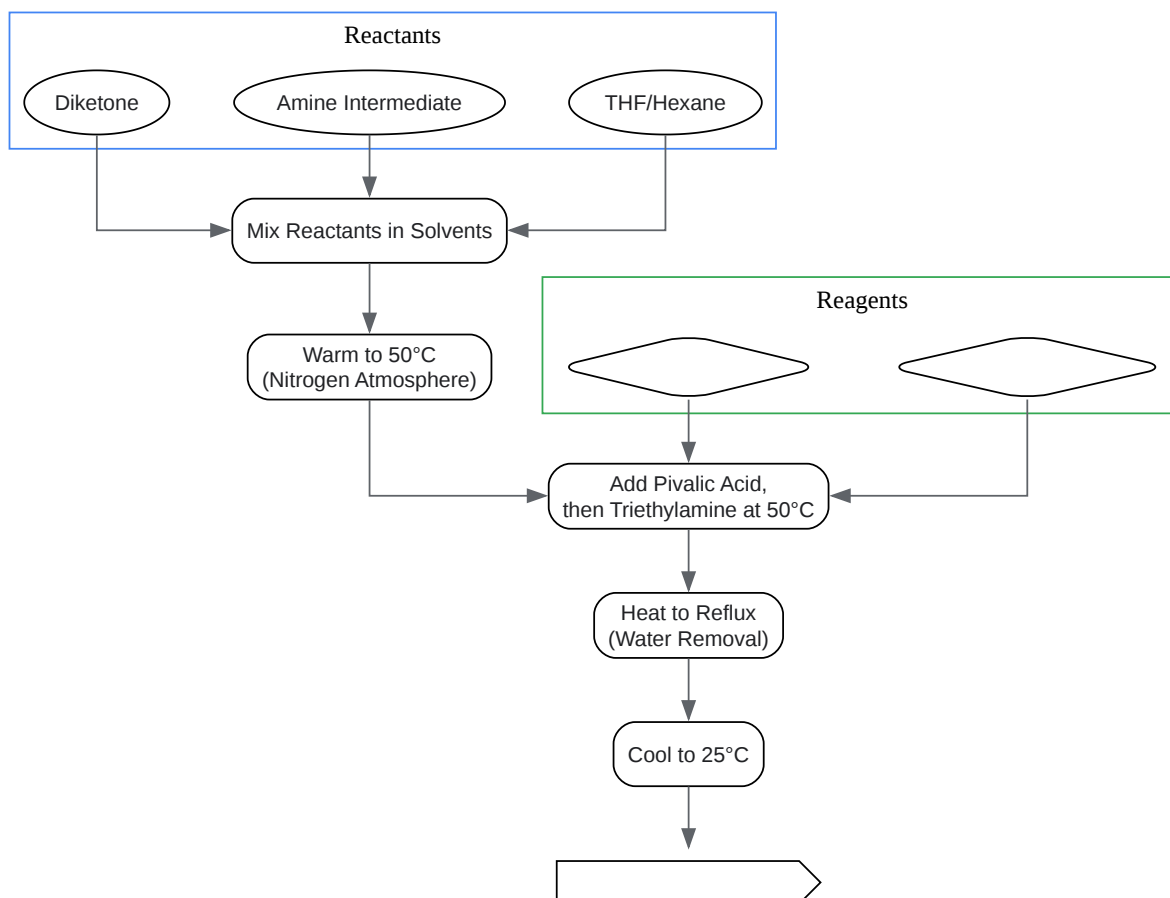 Reactants
Diketone
Amine Intermediate
THF/Hexane
Mix Reactants in Solvents
Reagents
Warm to 50°C
(Nitrogen Atmosphere)
Add Pivalic Acid,
then Triethylamine at 50°C
Heat to Reflux
(Water Removal)
Cool to 25°C